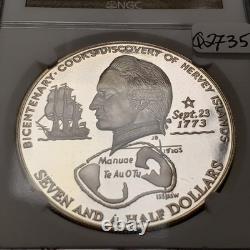 NGC
Q2735
BICENTENARY·COOK'S DISCOVERY OF HERVEY ISLANDS
Sept. 23
1773
Manuae
Te Au O Tu
SEVEN AND A HALF DOLLARS